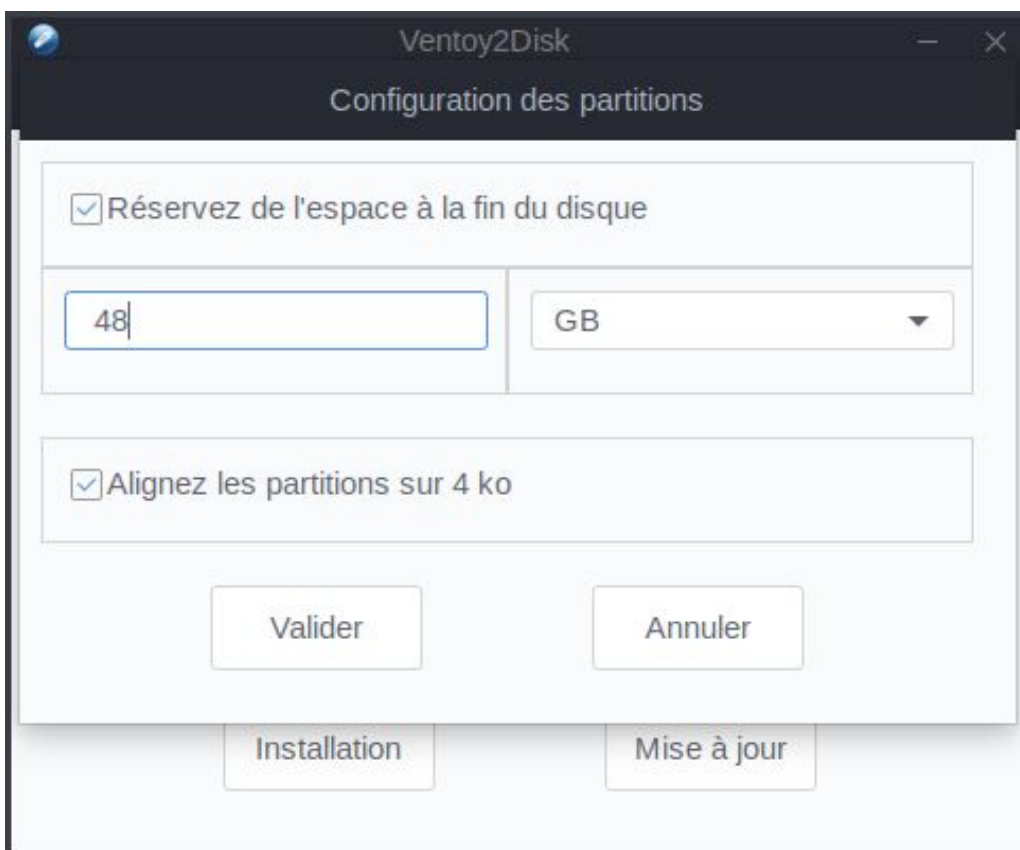 Ventoy2Disk
Configuration des partitions
Réservez de l'espace à la fin du disque
48
GB
Alignez les partitions sur 4 ko
Valider
Annuler
Installation
Mise à jour